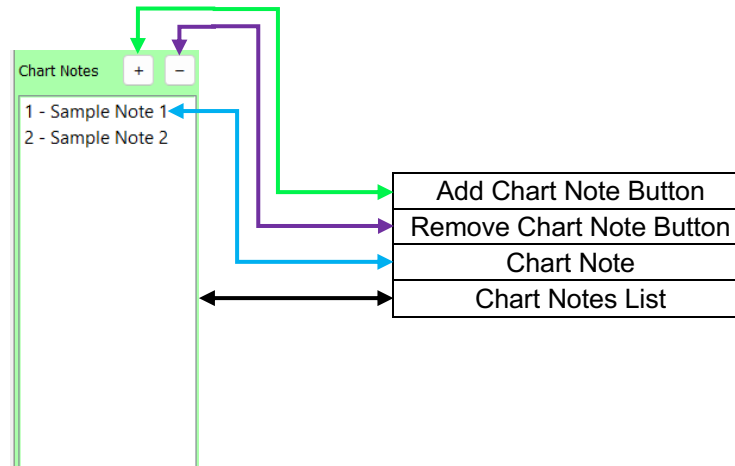 Chart Notes + −
1 - Sample Note 1
2 - Sample Note 2
Add Chart Note Button
Remove Chart Note Button
Chart Note
Chart Notes List